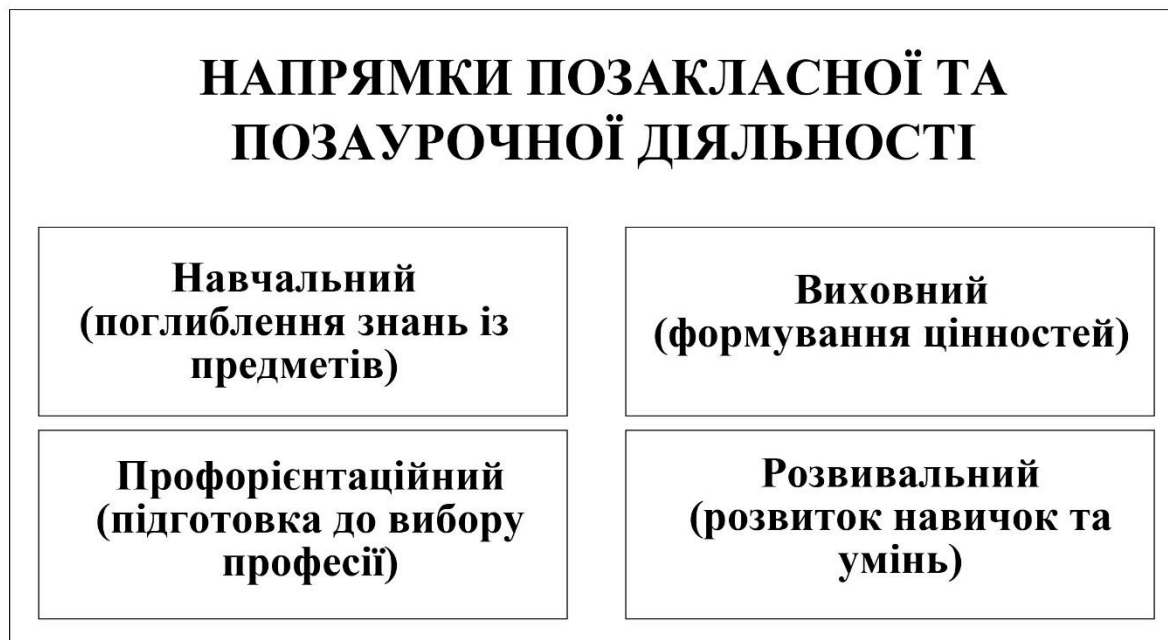 НАПРЯМКИ ПОЗАКЛАСНОЇ ТА
ПОЗАУРОЧНОЇ ДІЯЛЬНОСТІ
Навчальний
(поглиблення знань із
предметів)
Виховний
(формування цінностей)
Профорієнтаційний
(підготовка до вибору
професії)
Розвивальний
(розвиток навичок та
умінь)